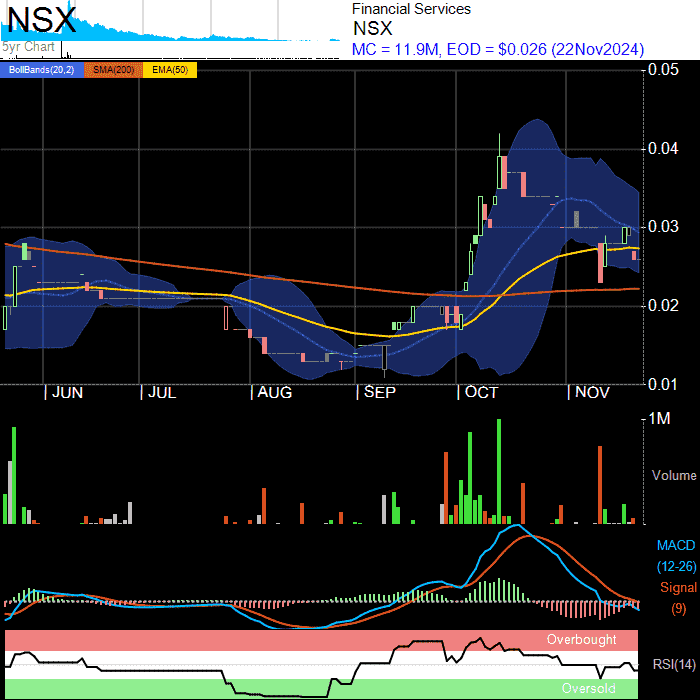 NSX
5yr Chart
Financial Services
NSX
MC = 11.9M, EOD = $0.026 (22Nov2024)
BollBands(20,2) SMA(200) EMA(50)
0.05
0.04
0.03
0.02
0.01
JUN JUL AUG SEP OCT NOV
1M
Volume
MACD
(12-26)
Signal
(9)
Overbought
RSI(14)
Oversold